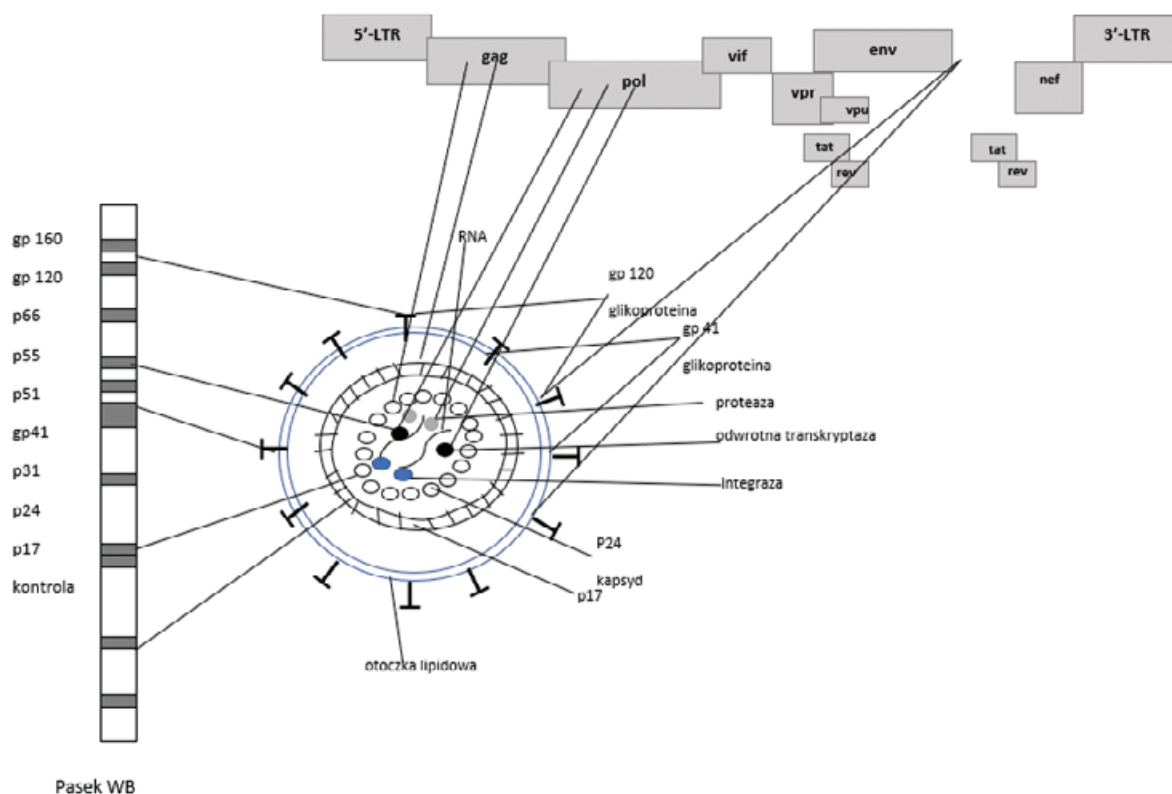 5'-LTR
gag
pol
vif
vpr
vpu
tat
rev
env
tat
rev
nef
3'-LTR
gp 160
gp 120
p66
p55
p51
gp41
p31
p24
p17
kontrola
Pasek WB
RNA
gp 120
glikoproteina
gp 41
glikoproteina
proteaza
odwrotna transkryptaza
integraza
P24
kapsyd
p17
otoczka lipidowa